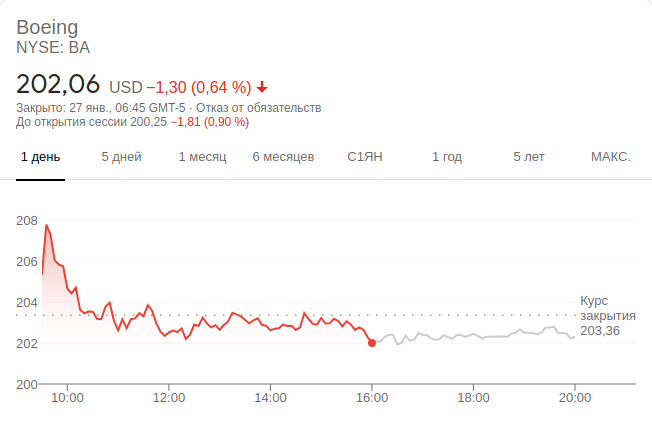 Boeing
NYSE: BA
202,06 USD −1,30 (0,64 %)
Закрыто: 27 янв., 06:45 GMT-5 · Отказ от обязательств
До открытия сессии 200,25 −1,81 (0,90 %)
1 день 5 дней 1 месяц 6 месяцев С1ЯН 1 год 5 лет МАКС.
208
206
204
202
200
Курс
закрытия
203,36
10:00 12:00 14:00 16:00 18:00 20:00